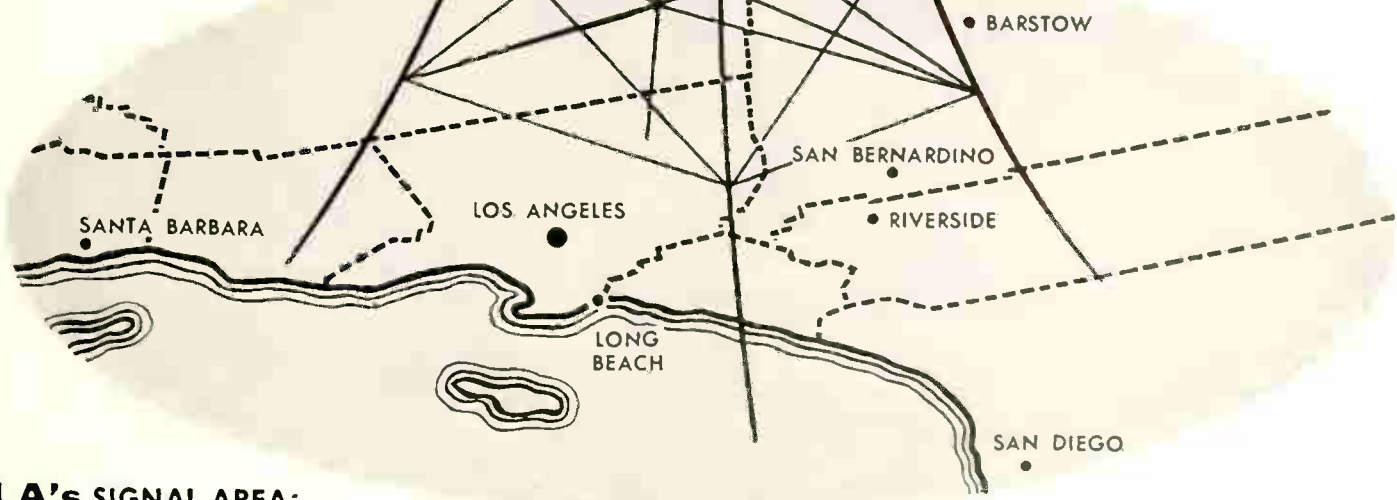 BARSTOW
SAN BERNARDINO
SANTA BARBARA
LOS ANGELES
RIVERSIDE
LONG
BEACH
SAN DIEGO
A's SIGNAL AREA: